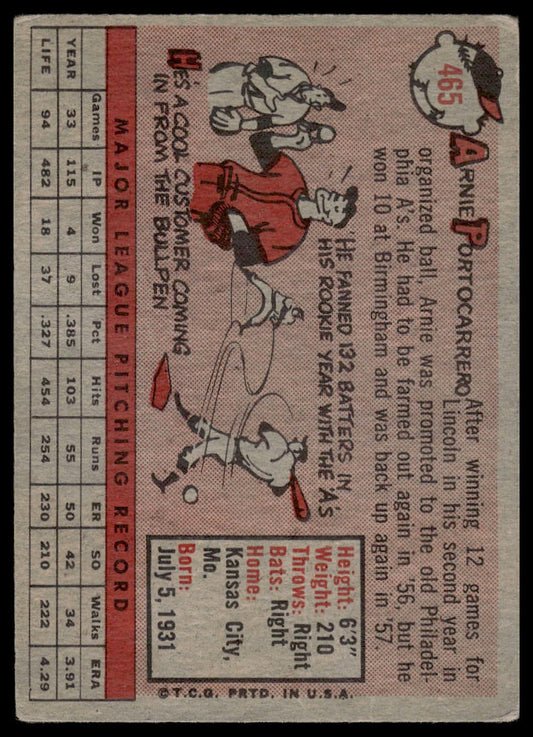 465
ARNIE PORTOCARRERO
After winning 12 games for
Lincoln in his second year in
organized ball, Arnie was promoted to the old Philadel-
phia A's. He had to be farmed out again in '56, but he
won 10 at Birmingham and was back up again in '57.
HE FANNED 132 BATTERS IN
HIS ROOKIE YEAR WITH THE A'S
HE'S A COOL CUSTOMER COMING
IN FROM THE BULLPEN
Height: 6'3"
Weight: 210
Throws: Right
Bats: Right
Home:
Kansas City,
Mo.
Born:
July 5, 1931
©T.C.G. PRTD. IN U.S.A.
MAJOR LEAGUE PITCHING RECORD
Games IP Won Lost Pct Hits Runs ER SO Walks ERA
YEAR 33 115 4 9 .385 103 55 50 42 34 3.91
LIFE 94 482 18 37 .327 454 254 230 210 222 4.29